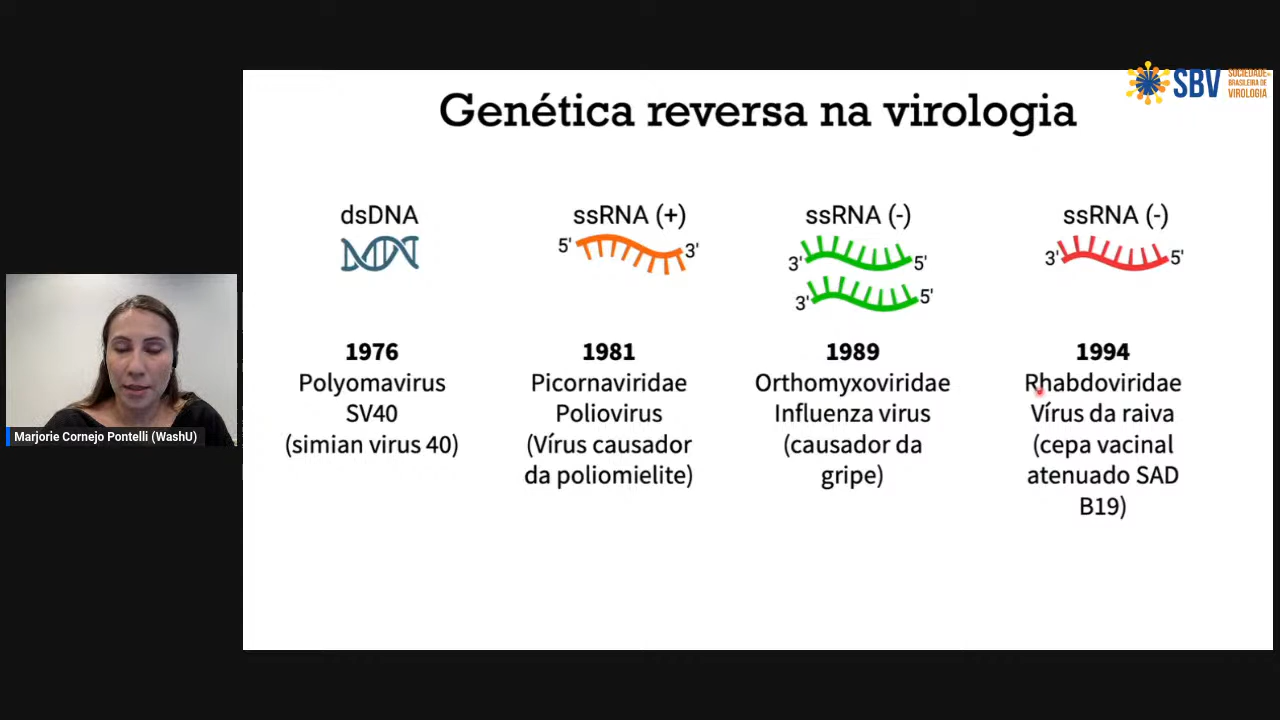 SBV
SOCIEDADE
BRASILEIRA DE
VIROLOGIA
Genética reversa na virologia
dsDNA
ssRNA (+)
5'
3'
ssRNA (-)
3'
5'
3'
5'
ssRNA (-)
3'
5'
1976
Polyomavirus
SV40
(simian virus 40)
1981
Picornaviridae
Poliovirus
(Vírus causador
da poliomielite)
1989
Orthomyxoviridae
Influenza virus
(causador da
gripe)
1994
Rhabdoviridae
Vírus da raiva
(cepa vacinal
atenuado SAD
B19)
Marjorie Cornejo Pontelli (WashU)